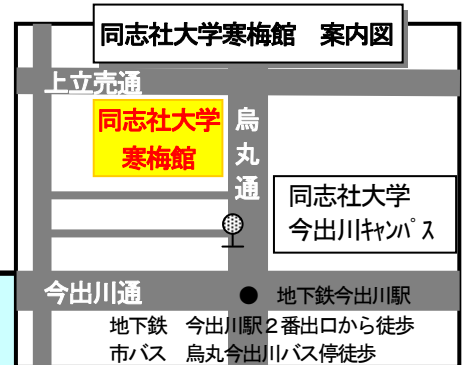 同志社大学寒梅館　案内図
上立売通
同志社大学
寒梅館
烏丸通
同志社大学
今出川ｷｬﾝﾊﾟｽ
今出川通
● 地下鉄今出川駅
地下鉄　今出川駅２番出口から徒歩
市バス　烏丸今出川バス停徒歩